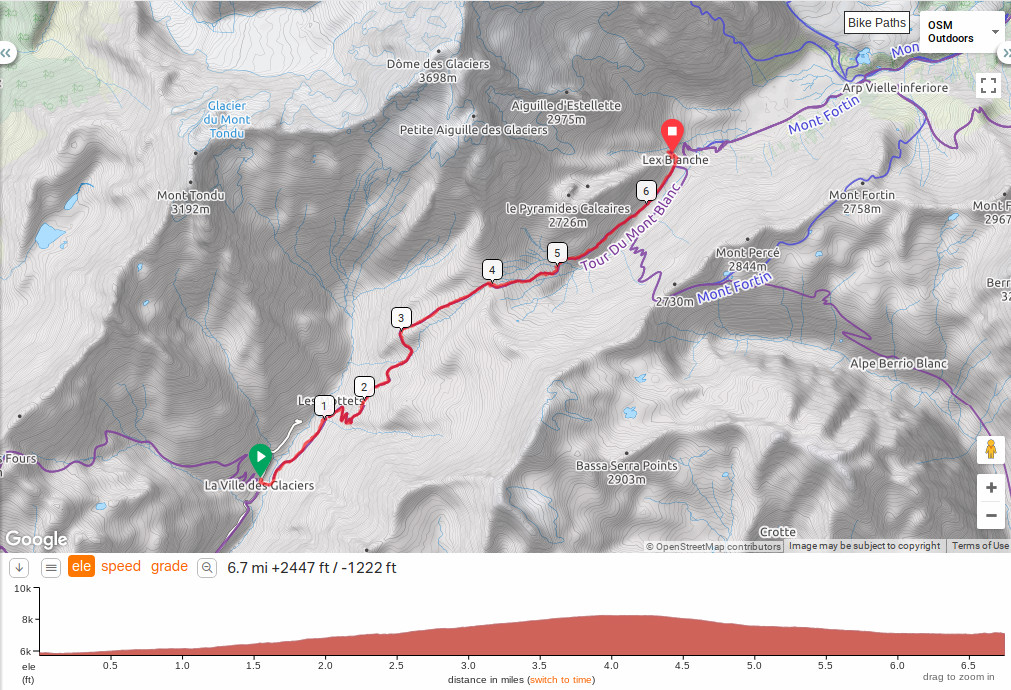 Bike Paths
OSM
Outdoors
«
»
Mon
Dôme des Glaciers
3698m
Arp Vielle inferiore
Glacier
du Mont
Tondu
Aiguille d'Estellette
2975m
Mont Fortin
Petite Aiguille des Glaciers
Lex Blanche
6
Mont Tondu
3192m
Mont Fortin
2758m
le Pyramides Calcaires
2726m
Mont F
2967
Tour Du Mont Blanc
5
Mont Percé
2844m
4
Mont Fortin
2730m
Berr
32
3
Alpe Berrio Blanc
2
Les Mottets
1
s Fours
Bassa Serra Points
2903m
La Ville des Glaciers
+
−
Crotte
Google
© OpenStreetMap contributors
Image may be subject to copyright
Terms of Use
ele speed grade 6.7 mi +2447 ft / -1222 ft
10k
8k
6k
ele
(ft)
0.5 1.0 1.5 2.0 2.5 3.0 3.5 4.0 4.5 5.0 5.5 6.0 6.5
distance in miles (switch to time)
drag to zoom in